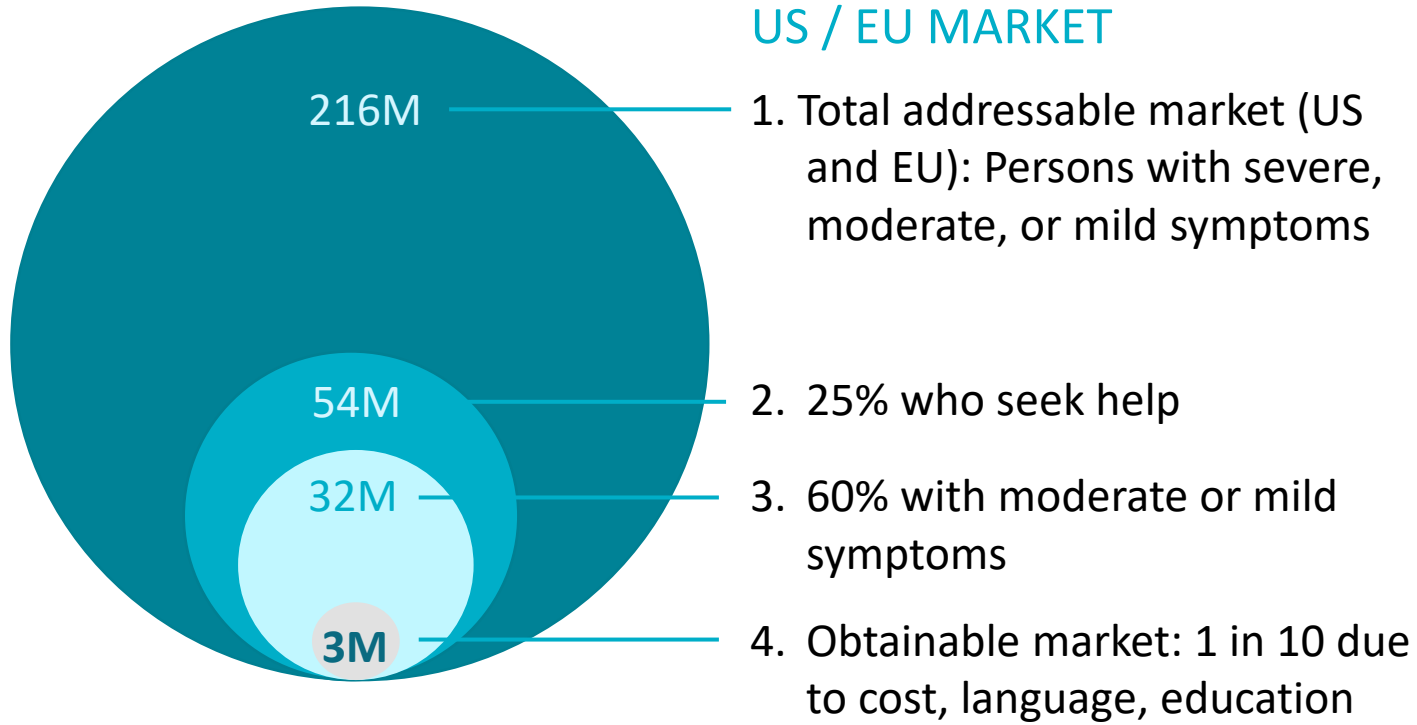 US / EU MARKET
216M
1. Total addressable market (US
and EU): Persons with severe,
moderate, or mild symptoms
54M
2. 25% who seek help
32M
3. 60% with moderate or mild
symptoms
3M
4. Obtainable market: 1 in 10 due
to cost, language, education